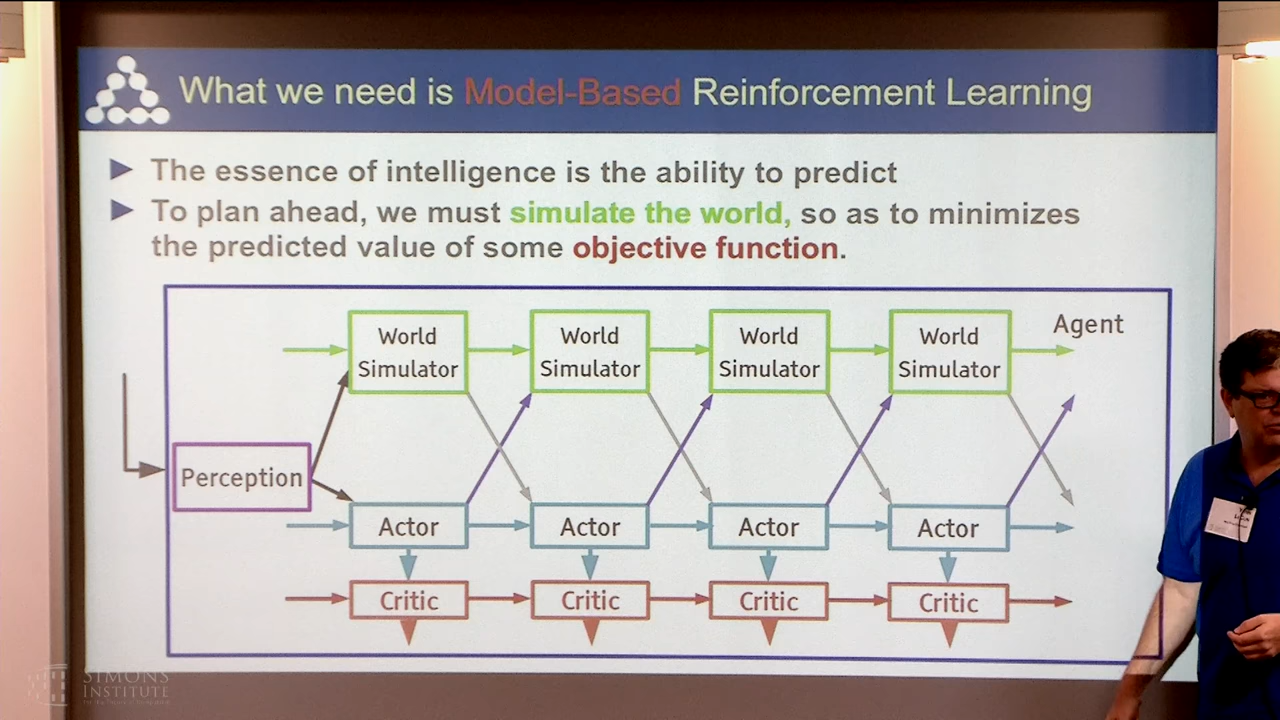 What we need is Model-Based Reinforcement Learning
The essence of intelligence is the ability to predict
To plan ahead, we must simulate the world, so as to minimizes
the predicted value of some objective function.
World Simulator
World Simulator
World Simulator
World Simulator
Agent
Perception
Actor
Actor
Actor
Actor
Critic
Critic
Critic
Critic
SIMONS
INSTITUTE